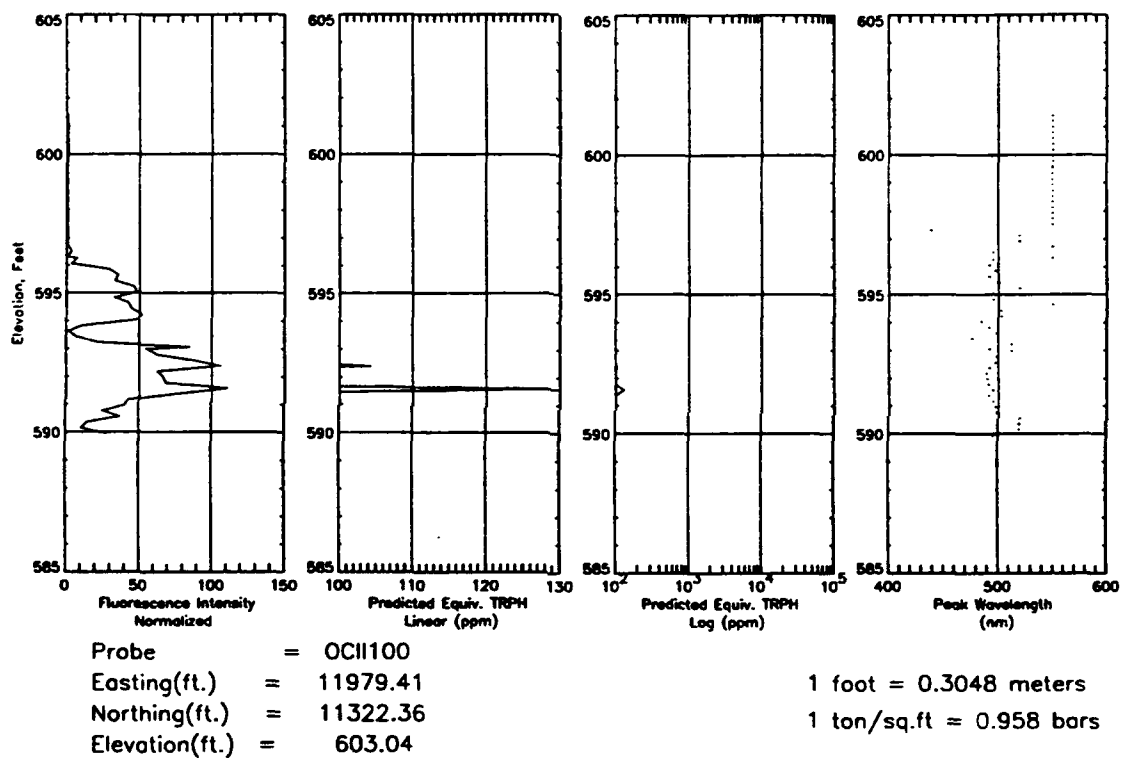 605 605 605 605
600 600 600 600
595 595 595 595
590 590 590 590
585 585 585 585
Elevation, Feet
0 50 100 150 100 110 120 130 10² 10³ 10⁴ 10⁵ 400 500 600
Fluorescence Intensity Predicted Equiv. TRPH Predicted Equiv. TRPH Peak Wavelength
Normalized Linear (ppm) Log (ppm) (nm)
Probe = OCII100
Easting(ft.) = 11979.41
Northing(ft.) = 11322.36
Elevation(ft.) = 603.04
1 foot = 0.3048 meters
1 ton/sq.ft = 0.958 bars